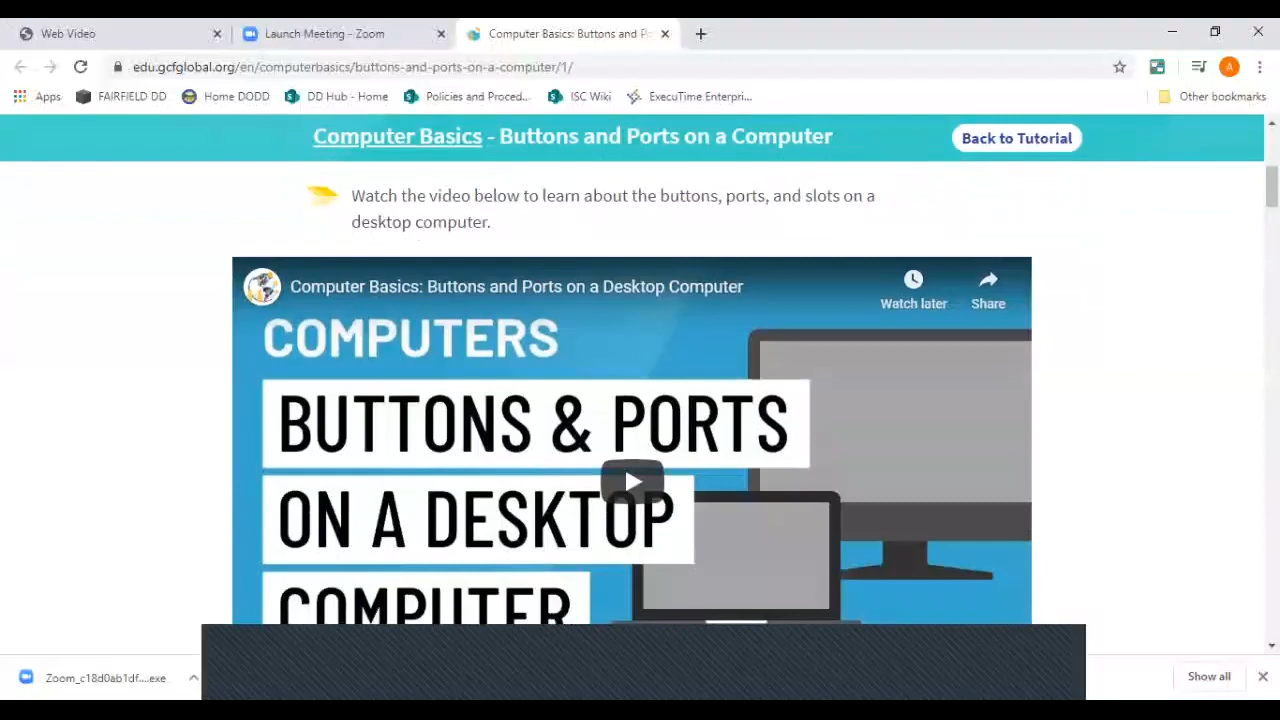 Web Video
Launch Meeting - Zoom
Computer Basics: Buttons and Po
edu.gcfglobal.org/en/computerbasics/buttons-and-ports-on-a-computer/1/
A
Apps
FAIRFIELD DD
Home DODD
DD Hub - Home
Policies and Proced...
ISC Wiki
ExecuTime Enterpri...
Other bookmarks
Computer Basics - Buttons and Ports on a Computer
Back to Tutorial
Watch the video below to learn about the buttons, ports, and slots on a
desktop computer.
Computer Basics: Buttons and Ports on a Desktop Computer
Watch later
Share
COMPUTERS
BUTTONS & PORTS
ON A DESKTOP
COMPUTER
Zoom_c18d0ab1df....exe
Show all